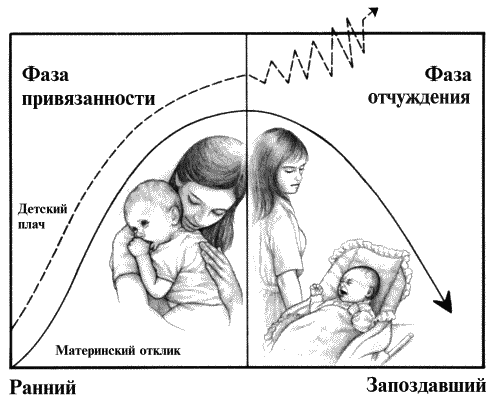 Фаза
привязанности
Фаза
отчуждения
Детский
плач
Материнский отклик
Ранний
Запоздавший